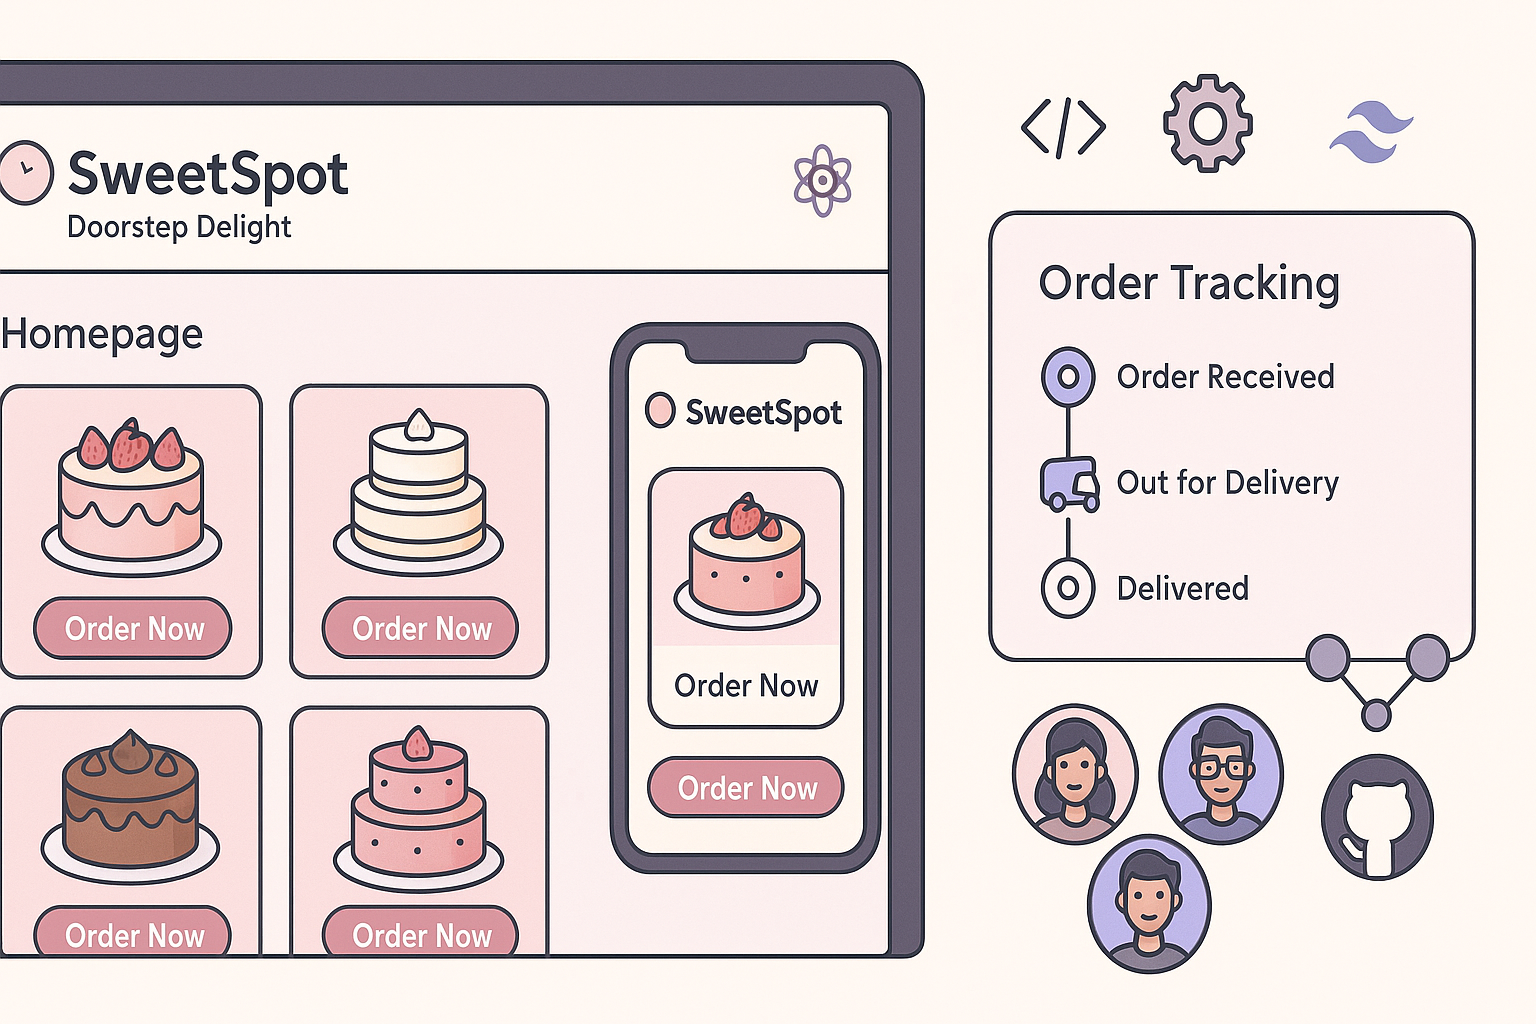 SweetSpot
Doorstep Delight
Homepage
Order Now
Order Now
Order Now
Order Now
SweetSpot
Order Now
Order Now
Order Tracking
Order Received
Out for Delivery
Delivered